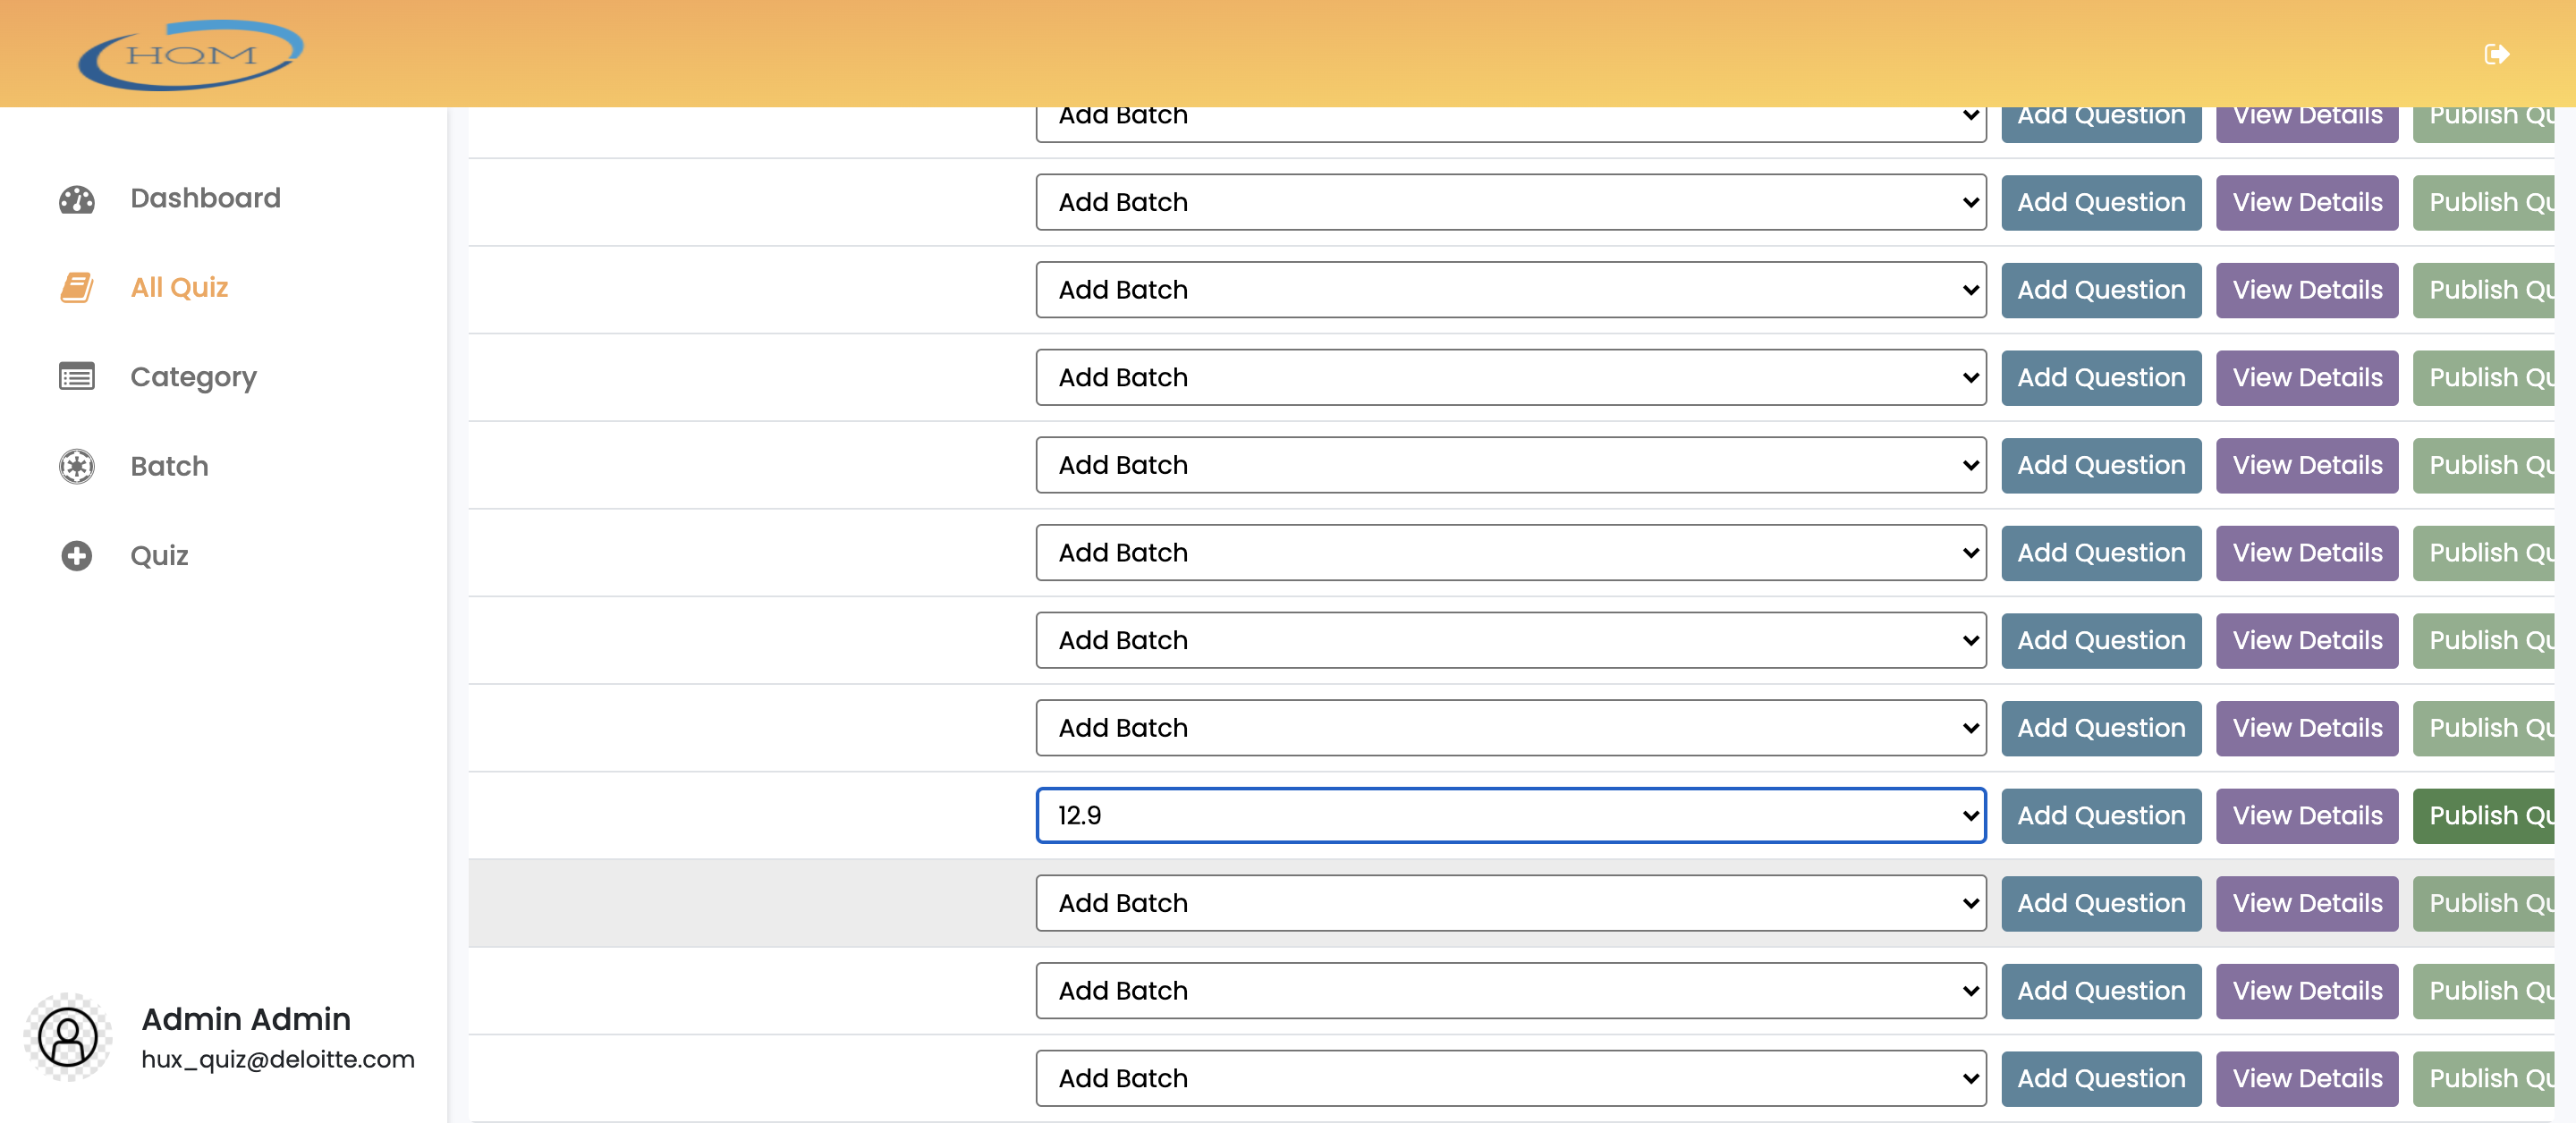 HQM
Add Batch Add Question View Details Publish Qu
Dashboard
Add Batch Add Question View Details Publish Qu
All Quiz
Add Batch Add Question View Details Publish Qu
Category
Add Batch Add Question View Details Publish Qu
Batch
Add Batch Add Question View Details Publish Qu
Quiz
Add Batch Add Question View Details Publish Qu
Add Batch Add Question View Details Publish Qu
Add Batch Add Question View Details Publish Qu
12.9 Add Question View Details Publish Qu
Add Batch Add Question View Details Publish Qu
Add Batch Add Question View Details Publish Qu
Admin Admin
hux_quiz@deloitte.com
Add Batch Add Question View Details Publish Qu